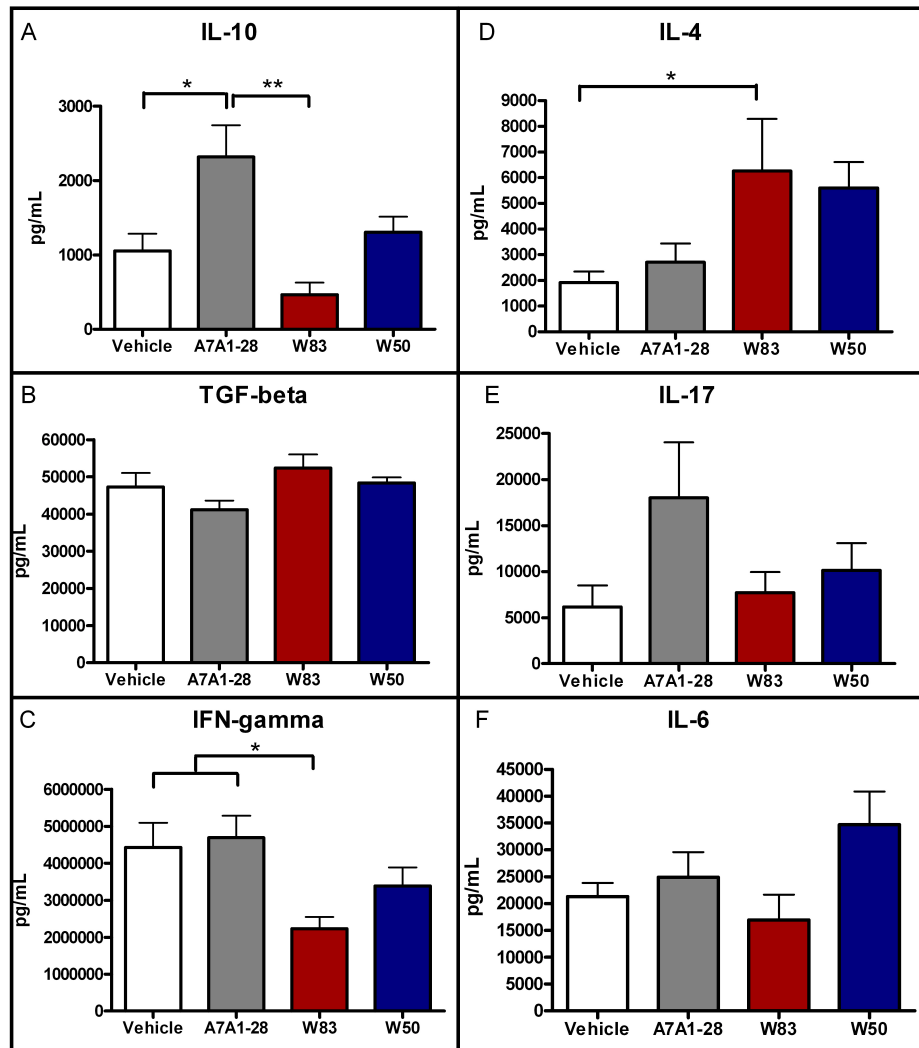 A
IL-10
* **
pg/mL
3000
2000
1000
0
Vehicle A7A1-28 W83 W50
D
IL-4
*
pg/mL
9000
8000
7000
6000
5000
4000
3000
2000
1000
0
Vehicle A7A1-28 W83 W50
B
TGF-beta
pg/mL
60000
50000
40000
30000
20000
10000
0
Vehicle A7A1-28 W83 W50
E
IL-17
pg/mL
25000
20000
15000
10000
5000
0
Vehicle A7A1-28 W83 W50
C
IFN-gamma
*
pg/mL
6000000
5000000
4000000
3000000
2000000
1000000
0
Vehicle A7A1-28 W83 W50
F
IL-6
pg/mL
45000
40000
35000
30000
25000
20000
15000
10000
5000
0
Vehicle A7A1-28 W83 W50